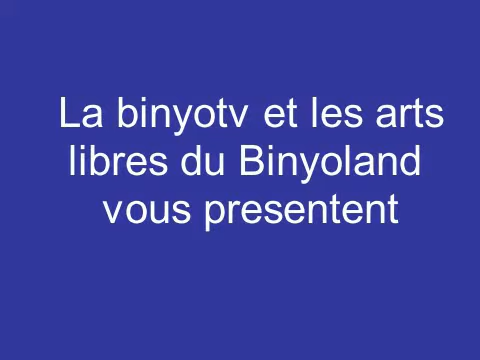 La binyotv et les arts
libres du Binyoland
vous presentent